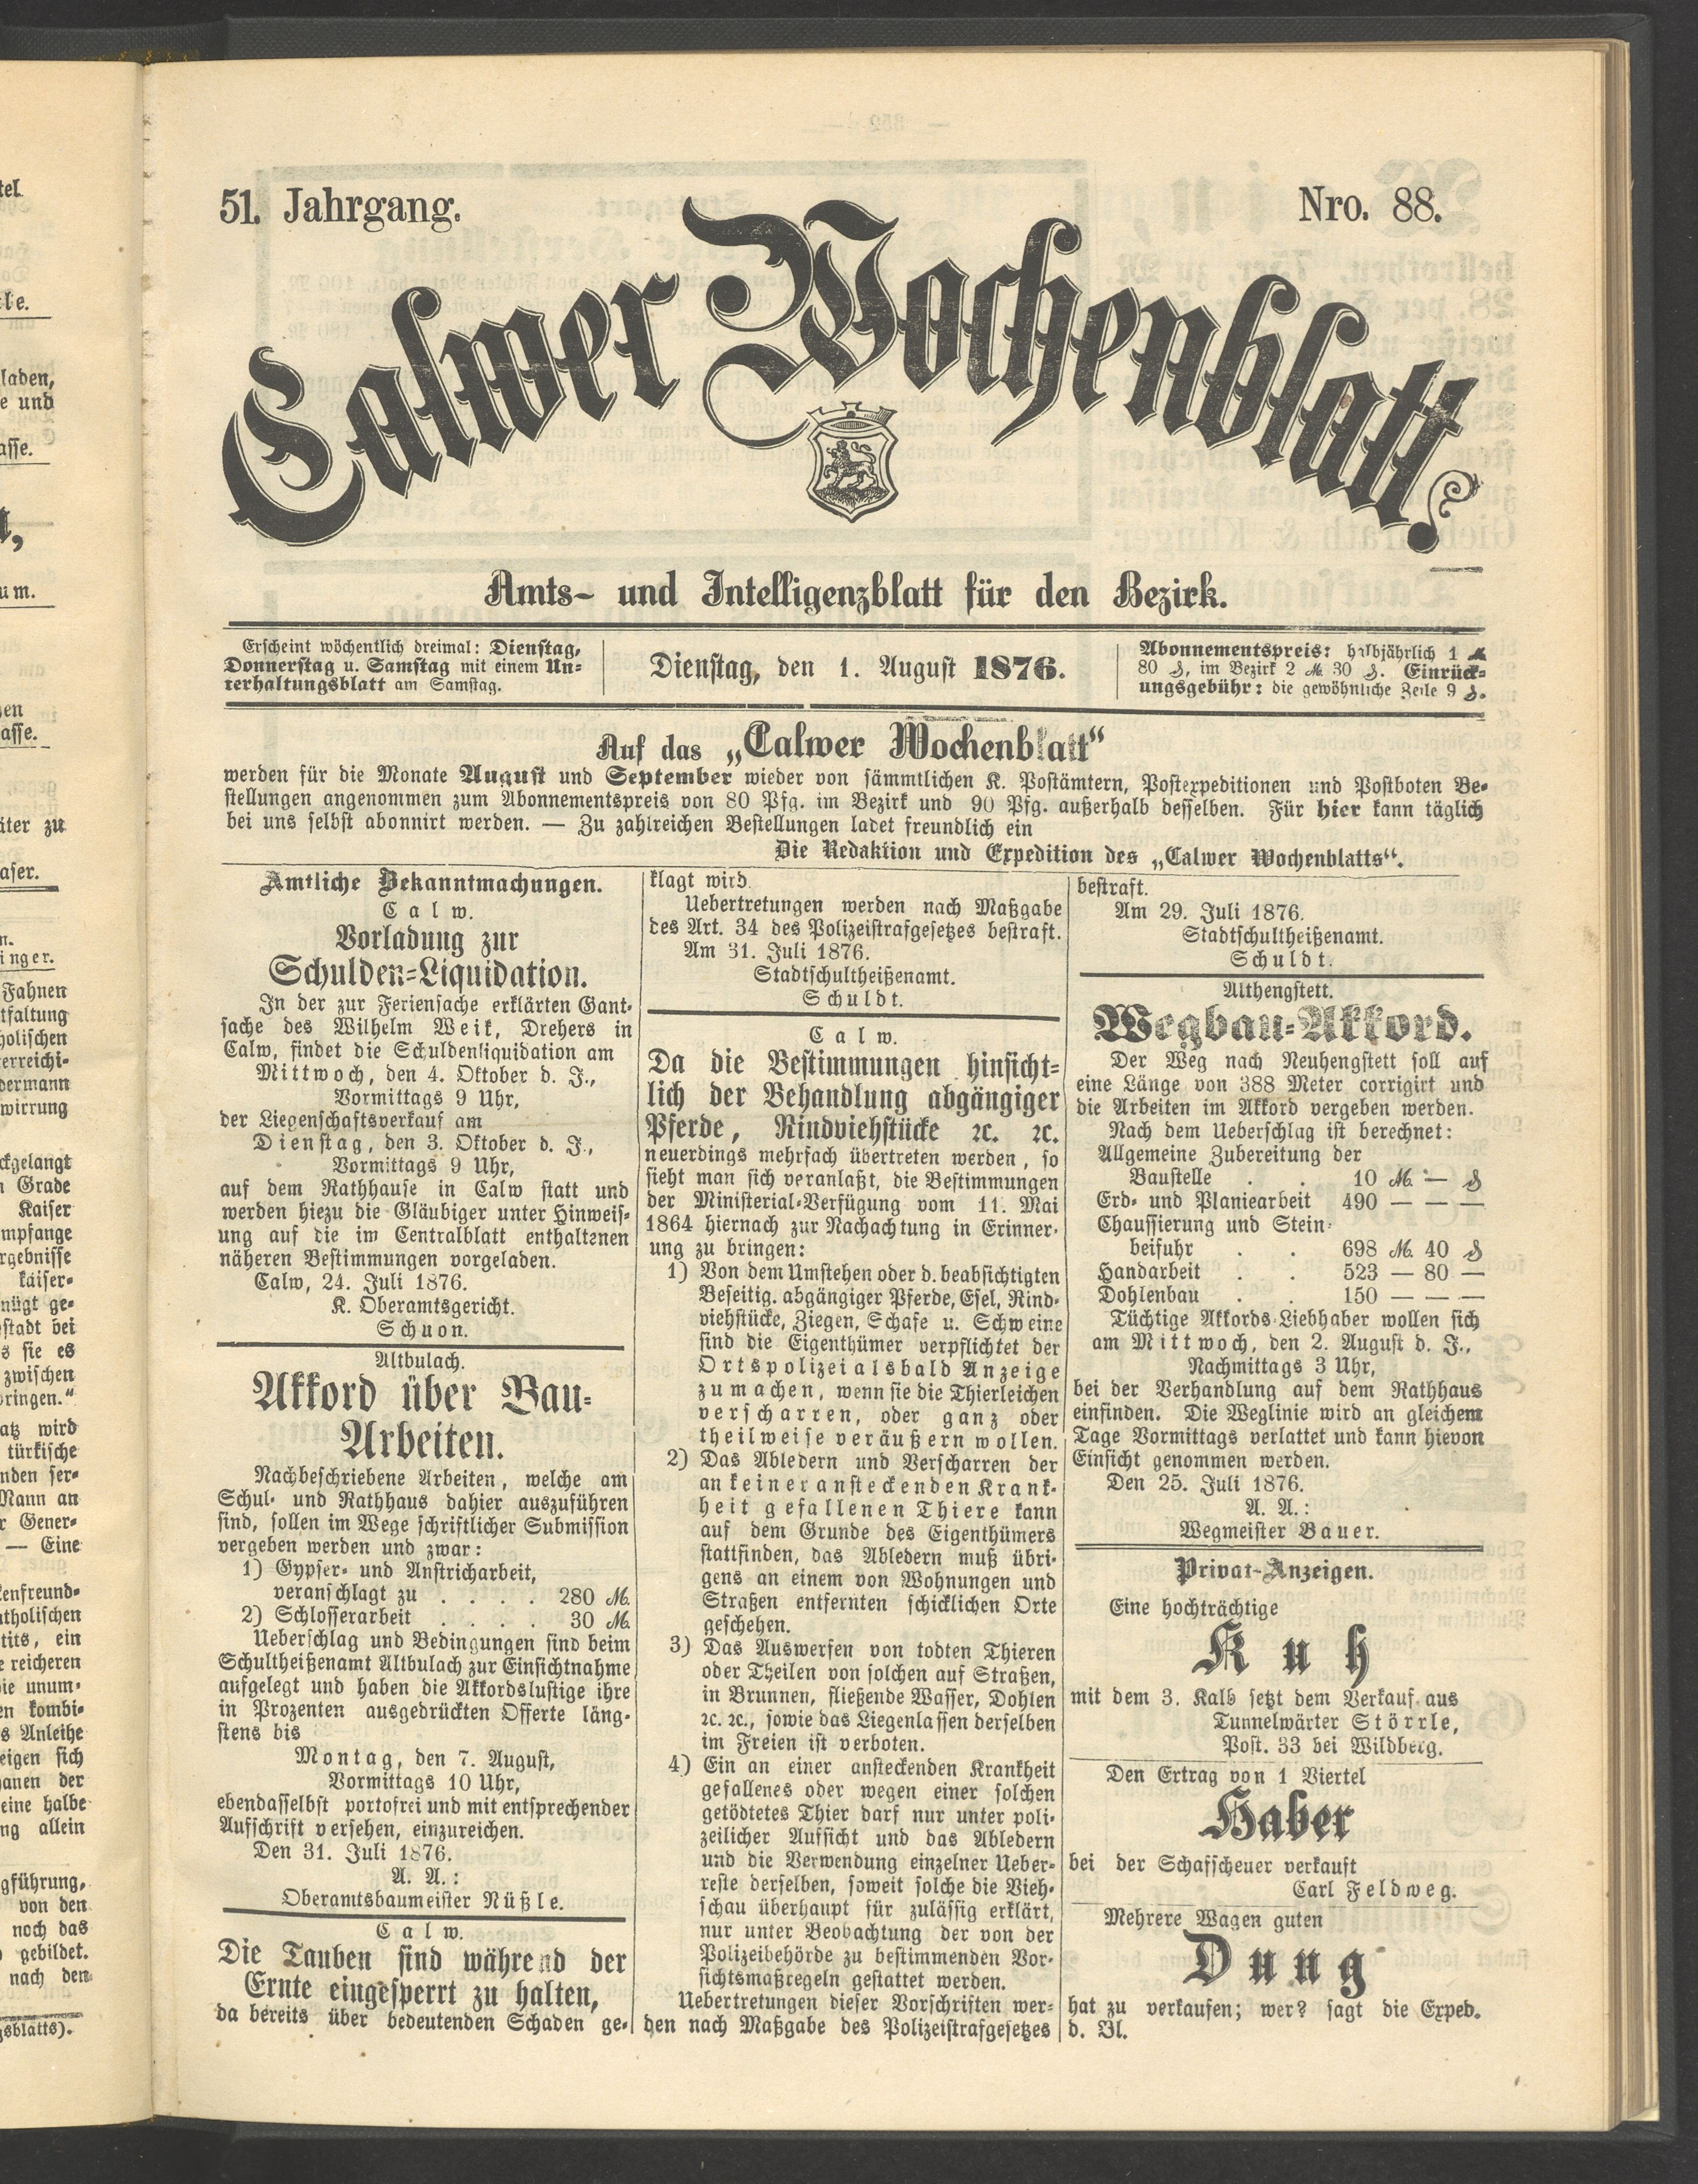 51. Jahrgang.
Nro. 88.
Calwer Wochenblatt
Amts- und Intelligenzblatt für den Bezirk.
Erscheint wöchentlich dreimal: Dienstag,
Donnerstag u. Samstag mit einem Un-
terhaltungsblatt am Samstag.
Dienstag, den 1. August 1876.
Abonnementspreis: halbjährlich 1 ℳ
80 ₰, im Bezirk 2 ℳ 30 ₰. Einrück-
ungsgebühr: die gewöhnliche Zeile 9 ₰.
Auf das „Calwer Wochenblatt“
werden für die Monate August und September wieder von sämmtlichen K. Postämtern, Postexpeditionen und Postboten Be-
stellungen angenommen zum Abonnementspreis von 80 Pfg. im Bezirk und 90 Pfg. außerhalb desselben. Für hier kann täglich
bei uns selbst abonnirt werden. — Zu zahlreichen Bestellungen ladet freundlich ein
Die Redaktion und Expedition des „Calwer Wochenblatts“.
Amtliche Bekanntmachungen.
Calw.
Vorladung zur
Schulden-Liquidation.
In der zur Feriensache erklärten Gant-
sache des Wilhelm Weik, Drehers in
Calw, findet die Schuldenliquidation am
Mittwoch, den 4. Oktober d. J.,
Vormittags 9 Uhr,
der Liegenschaftsverkauf am
Dienstag, den 3. Oktober d. J.,
Vormittags 9 Uhr,
auf dem Rathhause in Calw statt und
werden hiezu die Gläubiger unter Hinweis-
ung auf die im Centralblatt enthaltenen
näheren Bestimmungen vorgeladen.
Calw, 24. Juli 1876.
K. Oberamtsgericht.
Schuon.
Altbulach.
Akkord über Bau-
Arbeiten.
Nachbeschriebene Arbeiten, welche am
Schul- und Rathhaus dahier auszuführen
sind, sollen im Wege schriftlicher Submission
vergeben werden und zwar:
1) Gypser- und Anstricharbeit,
veranschlagt zu . . . . 280 ℳ.
2) Schlosserarbeit . . . . 30 ℳ.
Ueberschlag und Bedingungen sind beim
Schultheißenamt Altbulach zur Einsichtnahme
aufgelegt und haben die Akkordslustige ihre
in Prozenten ausgedrückten Offerte läng-
stens bis
Montag, den 7. August,
Vormittags 10 Uhr,
ebendasselbst portofrei und mit entsprechender
Aufschrift versehen, einzureichen.
Den 31. Juli 1876.
A. A.:
Oberamtsbaumeister Nüßle.
Calw.
Die Tauben sind während der
Ernte eingesperrt zu halten,
da bereits über bedeutenden Schaden ge-
klagt wird.
Uebertretungen werden nach Maßgabe
des Art. 34 des Polizeistrafgesetzes bestraft.
Am 31. Juli 1876.
Stadtschultheißenamt.
Schuldt.
Calw.
Da die Bestimmungen hinsicht-
lich der Behandlung abgängiger
Pferde, Rindviehstücke ꝛc. ꝛc.
neuerdings mehrfach übertreten werden, so
sieht man sich veranlaßt, die Bestimmungen
der Ministerial-Verfügung vom 11. Mai
1864 hiernach zur Nachachtung in Erinner-
ung zu bringen:
1) Von dem Umstehen oder d. beabsichtigten
Beseitig. abgängiger Pferde, Esel, Rind-
viehstücke, Ziegen, Schafe u. Schweine
sind die Eigenthümer verpflichtet der
Ortspolizei alsbald Anzeige
zu machen, wenn sie die Thierleichen
verscharren, oder ganz oder
theilweise veräußern wollen.
2) Das Abledern und Verscharren der
an keiner ansteckenden Krank-
heit gefallenen Thiere kann
auf dem Grunde des Eigenthümers
stattfinden, das Abledern muß übri-
gens an einem von Wohnungen und
Straßen entfernten schicklichen Orte
geschehen.
3) Das Auswerfen von todten Thieren
oder Theilen von solchen auf Straßen,
in Brunnen, fließende Wasser, Dohlen
ꝛc. ꝛc., sowie das Liegenlassen derselben
im Freien ist verboten.
4) Ein an einer ansteckenden Krankheit
gefallenes oder wegen einer solchen
getödtetes Thier darf nur unter poli-
zeilicher Aufsicht und das Abledern
und die Verwendung einzelner Ueber-
reste derselben, soweit solche die Vieh-
schau überhaupt für zulässig erklärt,
nur unter Beobachtung der von der
Polizeibehörde zu bestimmenden Vor-
sichtsmaßregeln gestattet werden.
Uebertretungen dieser Vorschriften wer-
den nach Maßgabe des Polizeistrafgesetzes
bestraft.
Am 29. Juli 1876.
Stadtschultheißenamt.
Schuldt.
Althengstett.
Wegbau-Akkord.
Der Weg nach Neuhengstett soll auf
eine Länge von 388 Meter corrigirt und
die Arbeiten im Akkord vergeben werden.
Nach dem Ueberschlag ist berechnet:
Allgemeine Zubereitung der
Baustelle . . 10 ℳ. — ₰
Erd- und Planiearbeit 490 — — —
Chaussierung und Stein-
beifuhr . . 698 ℳ. 40 ₰
Handarbeit . . 523 — 80 —
Dohlenbau . . 150 — — —
Tüchtige Akkords-Liebhaber wollen sich
am Mittwoch, den 2. August d. J.,
Nachmittags 3 Uhr,
bei der Verhandlung auf dem Rathhaus
einfinden. Die Weglinie wird an gleichem
Tage Vormittags verlattet und kann hievon
Einsicht genommen werden.
Den 25. Juli 1876.
A. A.:
Wegmeister Bauer.
Privat-Anzeigen.
Eine hochträchtige
Kuh
mit dem 3. Kalb setzt dem Verkauf aus
Tunnelwärter Störrle,
Post. 33 bei Wildberg.
Den Ertrag von 1 Viertel
Haber
bei der Schafscheuer verkauft
Carl Feldweg.
Mehrere Wagen guten
Dung
hat zu verkaufen; wer? sagt die Exped.
d. Bl.